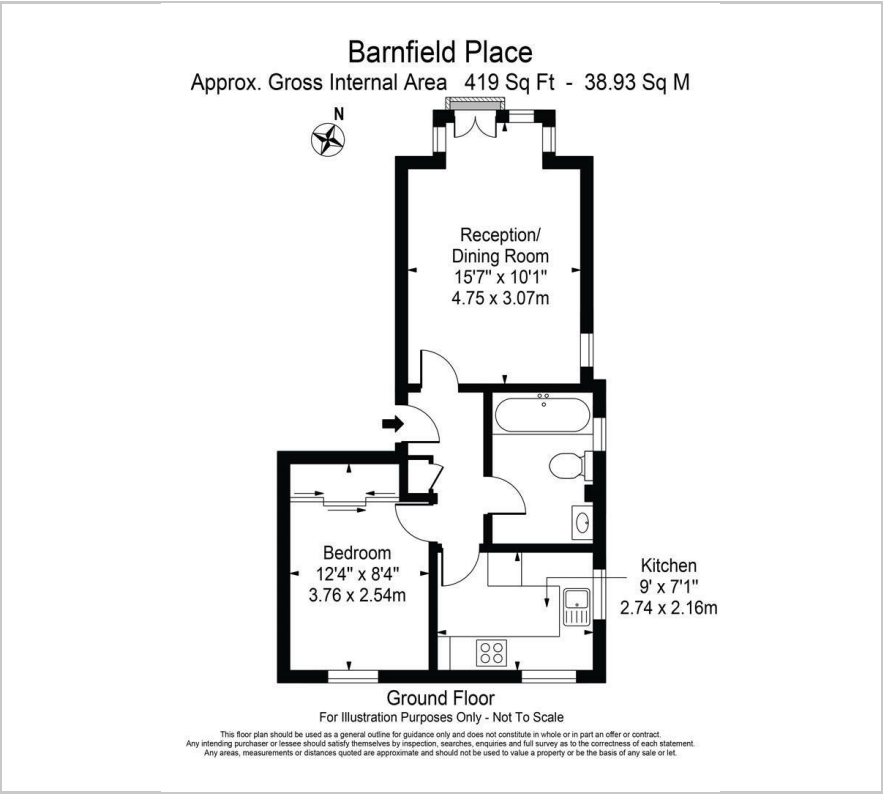 Barnfield Place
Approx. Gross Internal Area 419 Sq Ft - 38.93 Sq M
N
Reception/
Dining Room
15'7" x 10'1"
4.75 x 3.07m
Bedroom
12'4" x 8'4"
3.76 x 2.54m
Kitchen
9' x 7'1"
2.74 x 2.16m
Ground Floor
For Illustration Purposes Only - Not To Scale
This floor plan should be used as a general outline for guidance only and does not constitute in whole or in part an offer or contract.
Any intending purchaser or lessee should satisfy themselves by inspection, searches, enquiries and full survey as to the correctness of each statement.
Any areas, measurements or distances quoted are approximate and should not be used to value a property or be the basis of any sale or let.